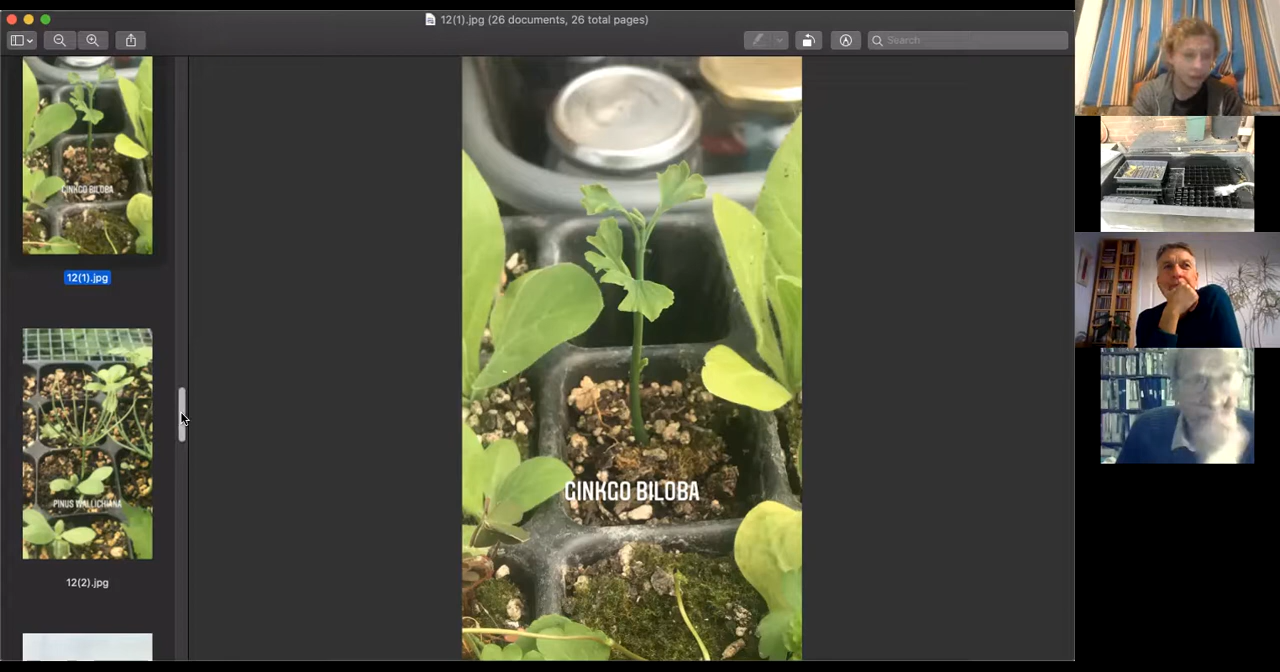 12(1).jpg (26 documents, 26 total pages)
Search
GINKGO BILOBA
12(1).jpg
PINUS WALLICHIANA
12(2).jpg
GINKGO BILOBA